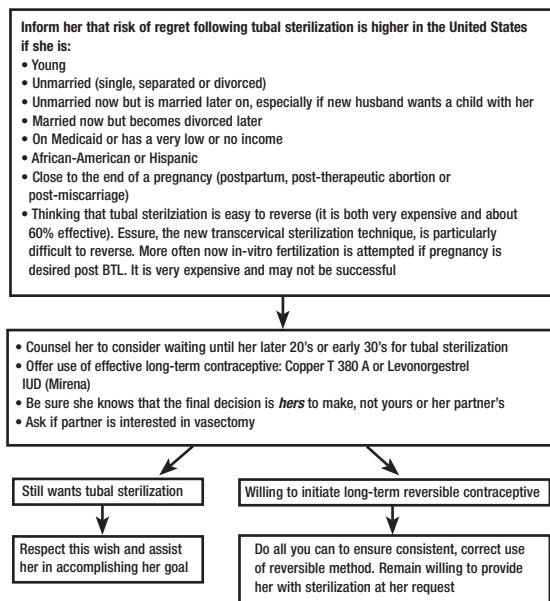 Inform her that risk of regret following tubal sterilization is higher in the United States
if she is:
• Young
• Unmarried (single, separated or divorced)
• Unmarried now but is married later on, especially if new husband wants a child with her
• Married now but becomes divorced later
• On Medicaid or has a very low or no income
• African-American or Hispanic
• Close to the end of a pregnancy (postpartum, post-therapeutic abortion or
post-miscarriage)
• Thinking that tubal sterilziation is easy to reverse (it is both very expensive and about
60% effective). Essure, the new transcervical sterilization technique, is particularly
difficult to reverse. More often now in-vitro fertilization is attempted if pregnancy is
desired post BTL. It is very expensive and may not be successful
• Counsel her to consider waiting until her later 20's or early 30's for tubal sterilization
• Offer use of effective long-term contraceptive: Copper T 380 A or Levonorgestrel
IUD (Mirena)
• Be sure she knows that the final decision is hers to make, not yours or her partner's
• Ask if partner is interested in vasectomy
Still wants tubal sterilization
Willing to initiate long-term reversible contraceptive
Respect this wish and assist
her in accomplishing her goal
Do all you can to ensure consistent, correct use
of reversible method. Remain willing to provide
her with sterilization at her request